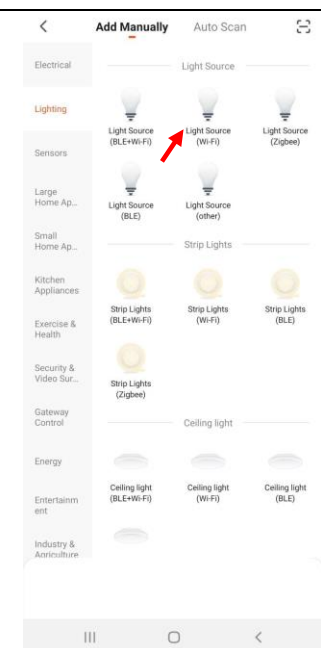 Add Manually
Auto Scan
Electrical
Lighting
Sensors
Large
Home Ap...
Small
Home Ap...
Kitchen
Appliances
Exercise &
Health
Security &
Video Sur...
Gateway
Control
Energy
Entertainm
ent
Industry &
Agriculture
Light Source
Light Source
(BLE+Wi-Fi)
Light Source
(Wi-Fi)
Light Source
(Zigbee)
Light Source
(BLE)
Light Source
(other)
Strip Lights
Strip Lights
(BLE+Wi-Fi)
Strip Lights
(Wi-Fi)
Strip Lights
(BLE)
Strip Lights
(Zigbee)
Ceiling light
Ceiling light
(BLE+Wi-Fi)
Ceiling light
(Wi-Fi)
Ceiling light
(BLE)